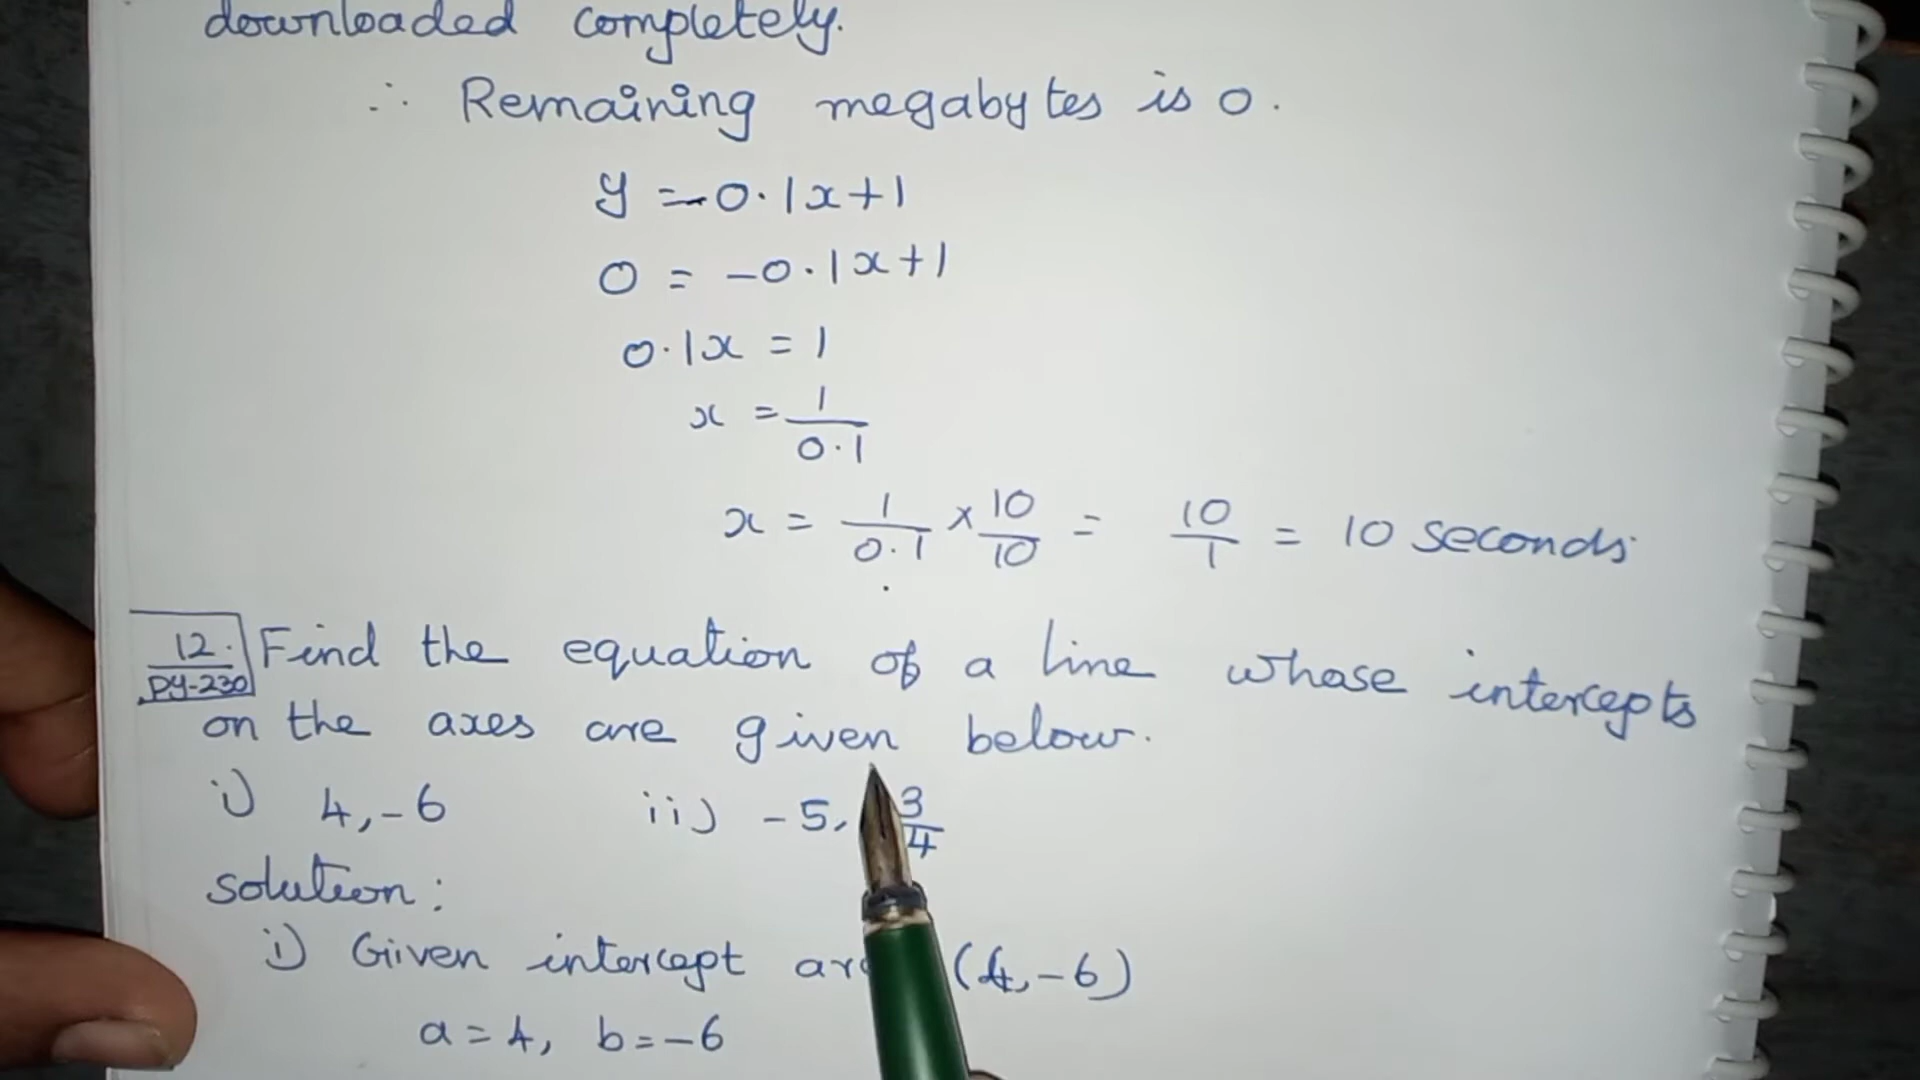 downloaded completely.
∴ Remaining megabytes is 0.
y = -0.1x+1
0 = -0.1x+1
0.1x = 1
x = 1/0.1
x = 1/0.1 × 10/10 = 10/1 = 10 seconds
12. Find the equation of a line whose intercepts
Pg-230
on the axes are given below.
i) 4, -6 ii) -5, 3/4
solution:
i) Given intercept are (4, -6)
a = 4, b = -6